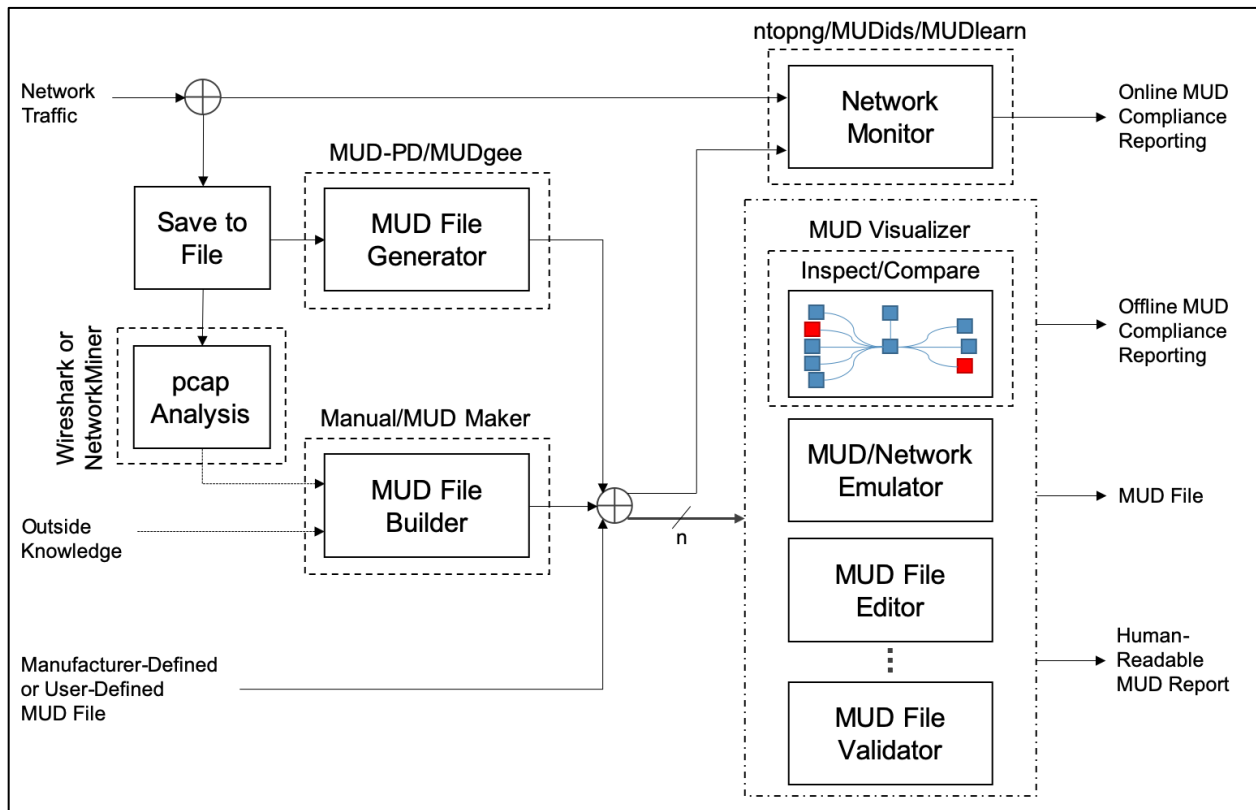 ntopng/MUDids/MUDlearn
Network
Traffic
Network
Monitor
Online MUD
Compliance
Reporting
MUD-PD/MUDgee
Save to
File
MUD File
Generator
MUD Visualizer
Inspect/Compare
Offline MUD
Compliance
Reporting
Wireshark or
NetworkMiner
pcap
Analysis
Manual/MUD Maker
MUD File
Builder
Outside
Knowledge
n
MUD/Network
Emulator
MUD File
MUD File
Editor
Manufacturer-Defined
or User-Defined
MUD File
Human-
Readable
MUD Report
MUD File
Validator